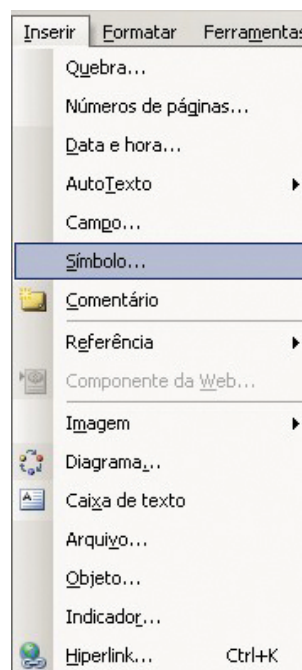 Inserir Formatar Ferramentas
Quebra...
Números de páginas...
Data e hora...
AutoTexto
Campo...
Símbolo...
Comentário
Referência
Componente da Web...
Imagem
Diagrama...
Caixa de texto
Arquivo...
Objeto...
Indicador...
Hiperlink... Ctrl+K